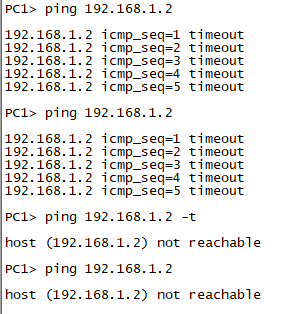 PC1> ping 192.168.1.2
192.168.1.2 icmp_seq=1 timeout
192.168.1.2 icmp_seq=2 timeout
192.168.1.2 icmp_seq=3 timeout
192.168.1.2 icmp_seq=4 timeout
192.168.1.2 icmp_seq=5 timeout
PC1> ping 192.168.1.2
192.168.1.2 icmp_seq=1 timeout
192.168.1.2 icmp_seq=2 timeout
192.168.1.2 icmp_seq=3 timeout
192.168.1.2 icmp_seq=4 timeout
192.168.1.2 icmp_seq=5 timeout
PC1> ping 192.168.1.2 -t
host (192.168.1.2) not reachable
PC1> ping 192.168.1.2
host (192.168.1.2) not reachable